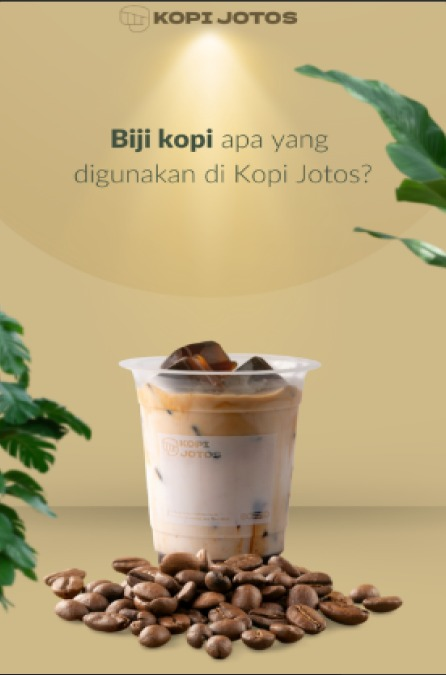 KOPI JOTOS
Biji kopi apa yang
digunakan di Kopi Jotos?
KOPI
JOTOS